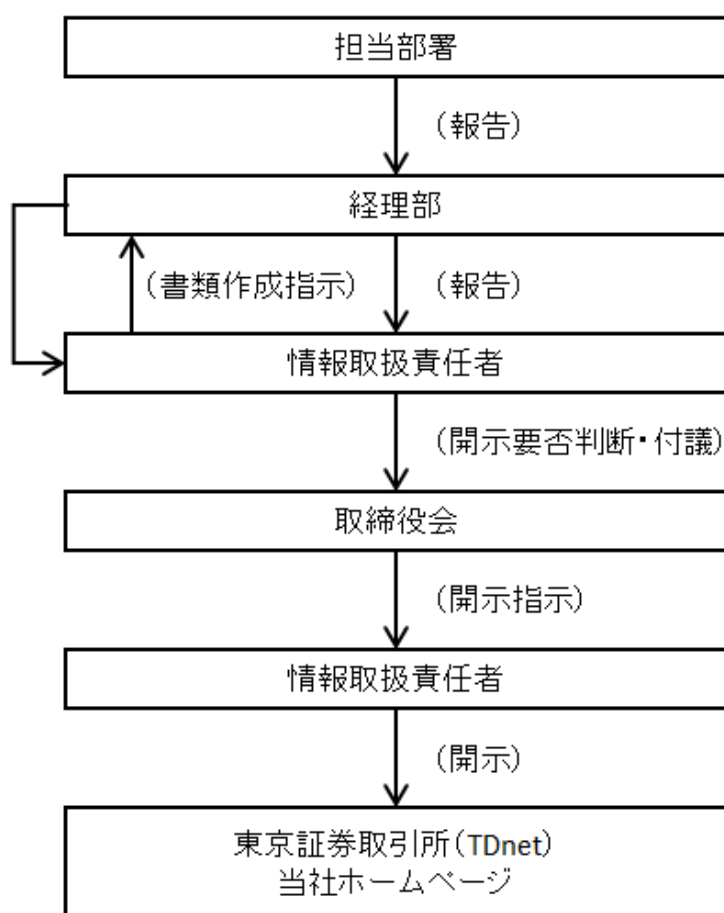 担当部署
（報告）
経理部
（書類作成指示）
（報告）
情報取扱責任者
（開示要否判断・付議）
取締役会
（開示指示）
情報取扱責任者
（開示）
東京証券取引所（TDnet）
当社ホームページ